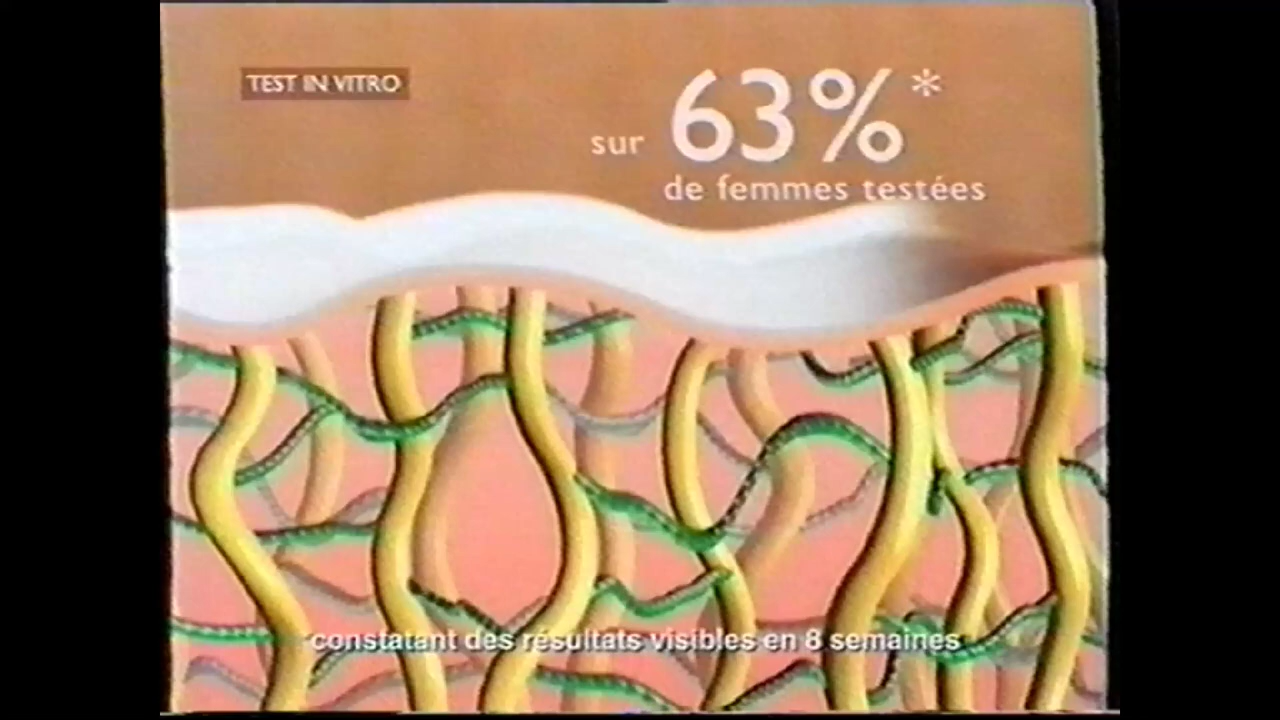 TEST IN VITRO
sur 63%*
de femmes testées
*constatant des résultats visibles en 8 semaines